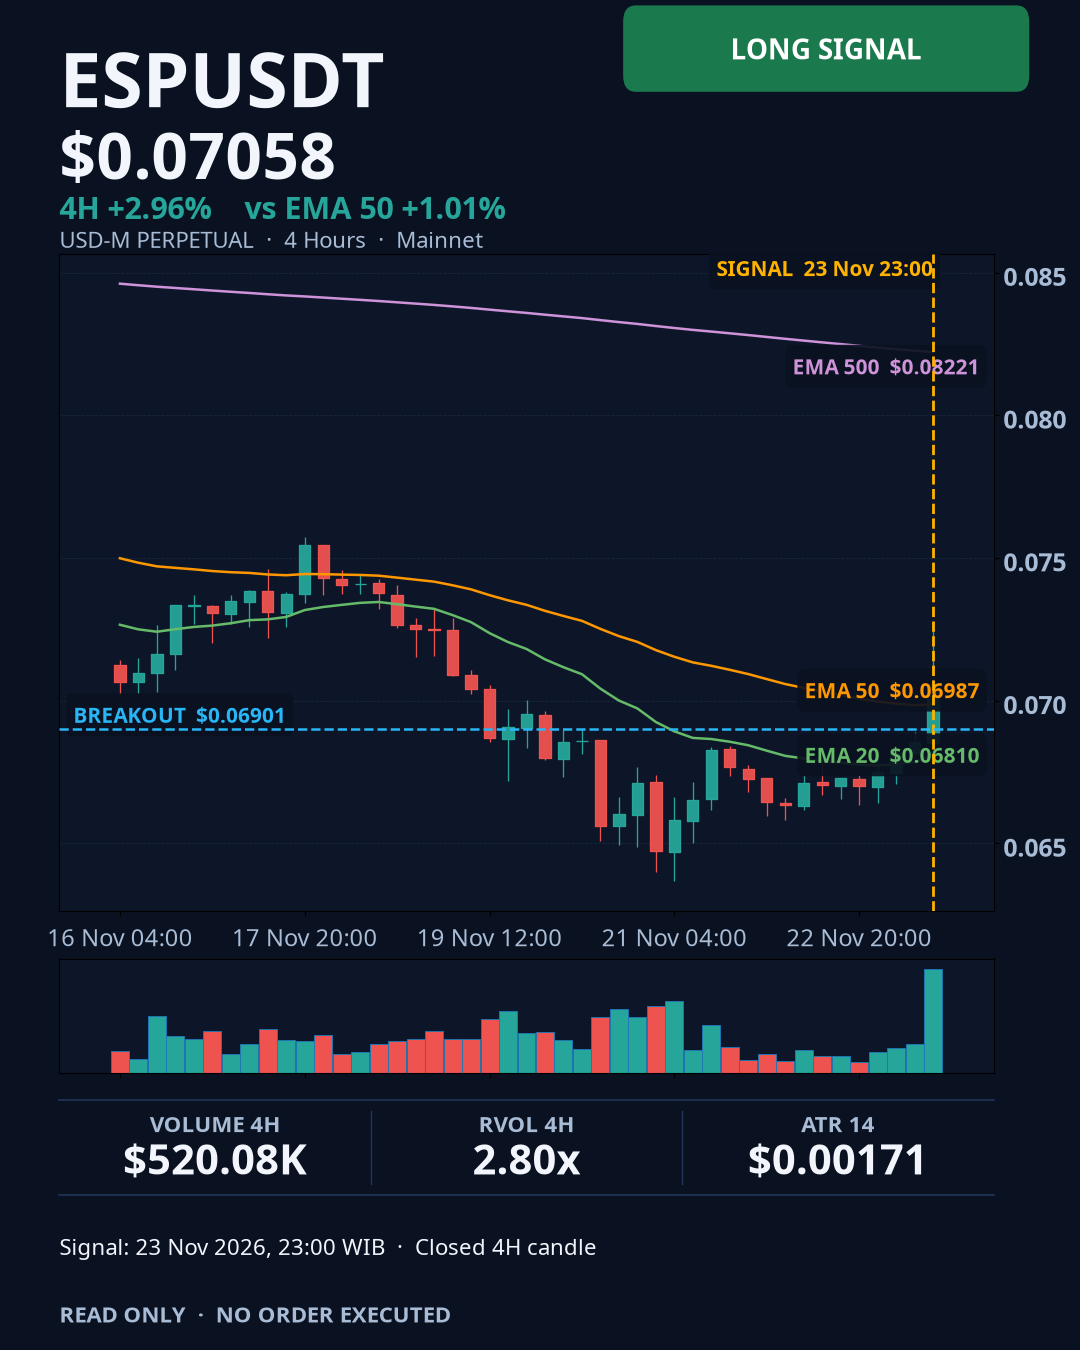 LONG SIGNAL
ESPUSDT
$0.07058
4H +2.96% vs EMA 50 +1.01%
USD-M PERPETUAL · 4 Hours · Mainnet
SIGNAL 23 Nov 23:00
0.085
EMA 500 $0.08221
0.080
0.075
EMA 50 $0.06987
0.070
BREAKOUT $0.06901
EMA 20 $0.06810
0.065
16 Nov 04:00 17 Nov 20:00 19 Nov 12:00 21 Nov 04:00 22 Nov 20:00
VOLUME 4H RVOL 4H ATR 14
$520.08K 2.80x $0.00171
Signal: 23 Nov 2026, 23:00 WIB · Closed 4H candle
READ ONLY · NO ORDER EXECUTED